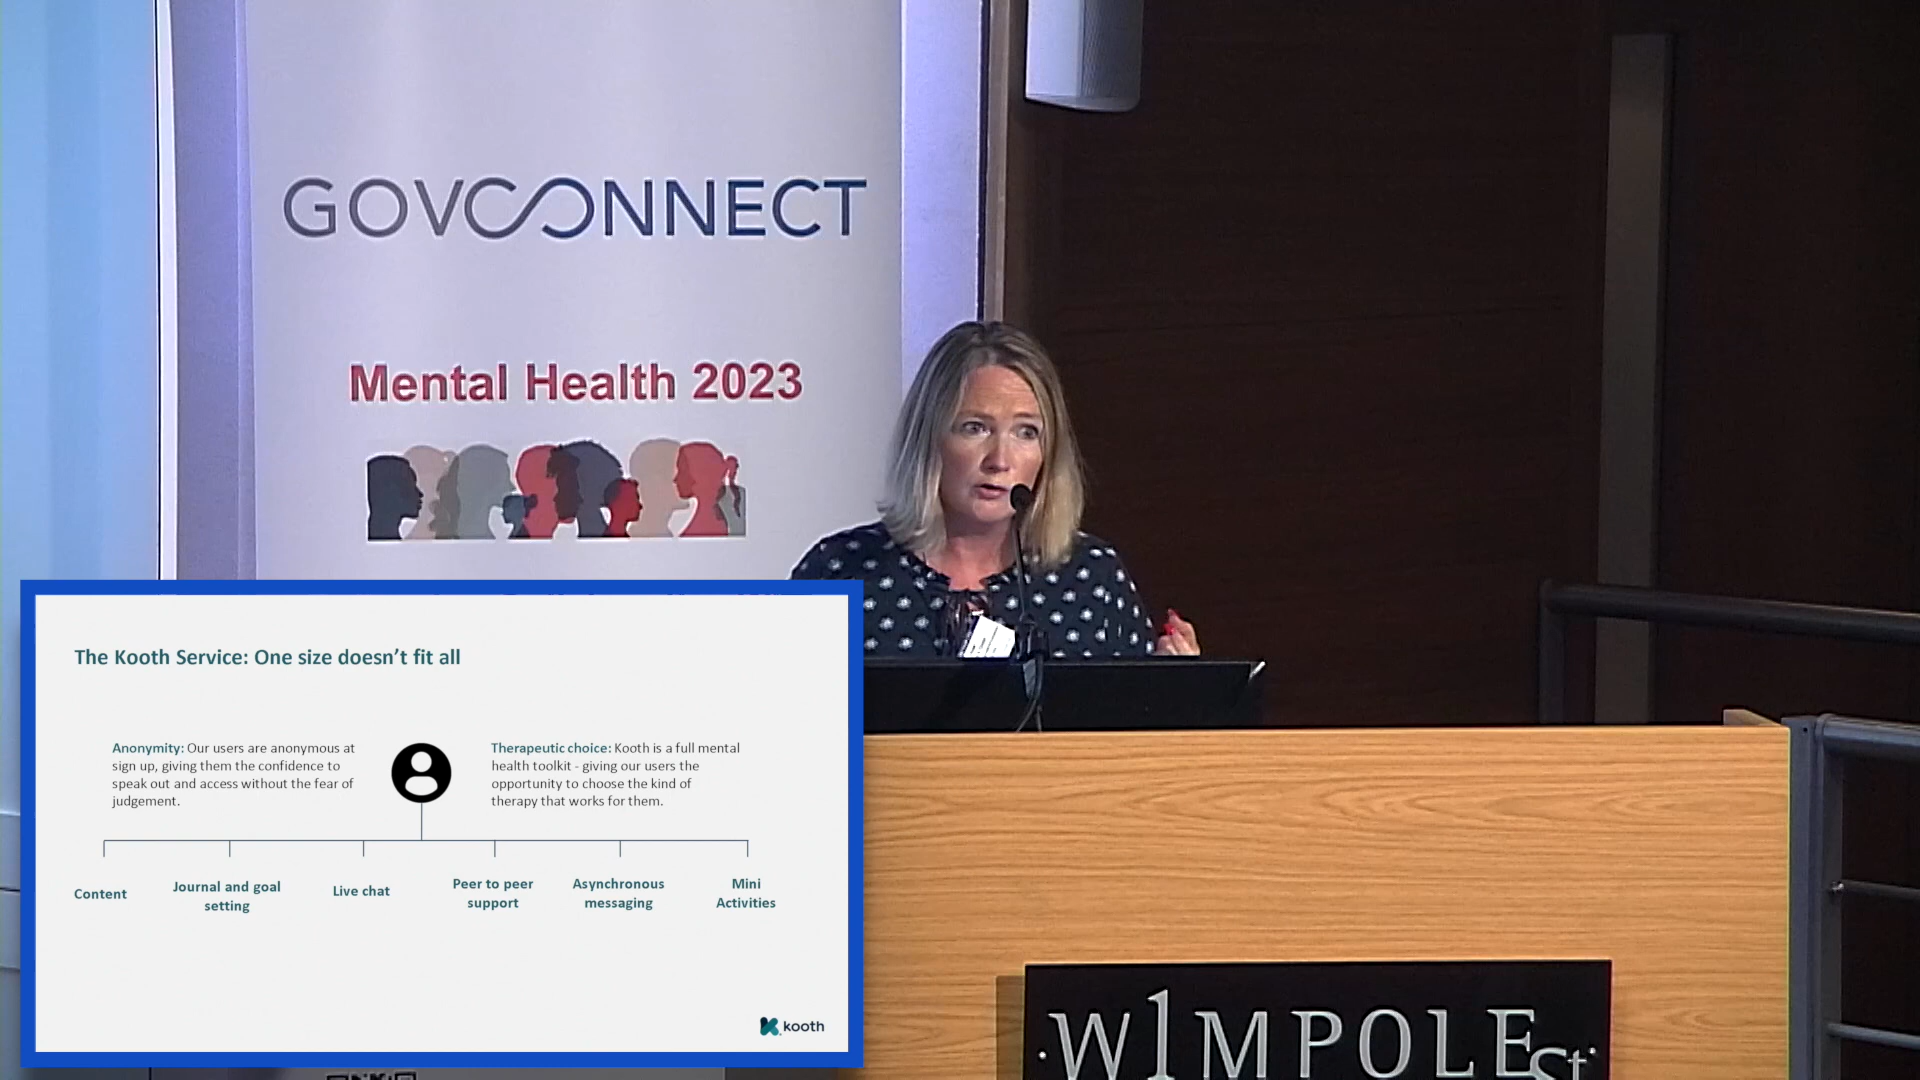 GOVCONNECT
Mental Health 2023
The Kooth Service: One size doesn't fit all
Anonymity: Our users are anonymous at
sign up, giving them the confidence to
speak out and access without the fear of
judgement.
Therapeutic choice: Kooth is a full mental
health toolkit - giving our users the
opportunity to choose the kind of
therapy that works for them.
Content
Journal and goal
setting
Live chat
Peer to peer
support
Asynchronous
messaging
Mini
Activities
kooth
·W1MPOLE St·